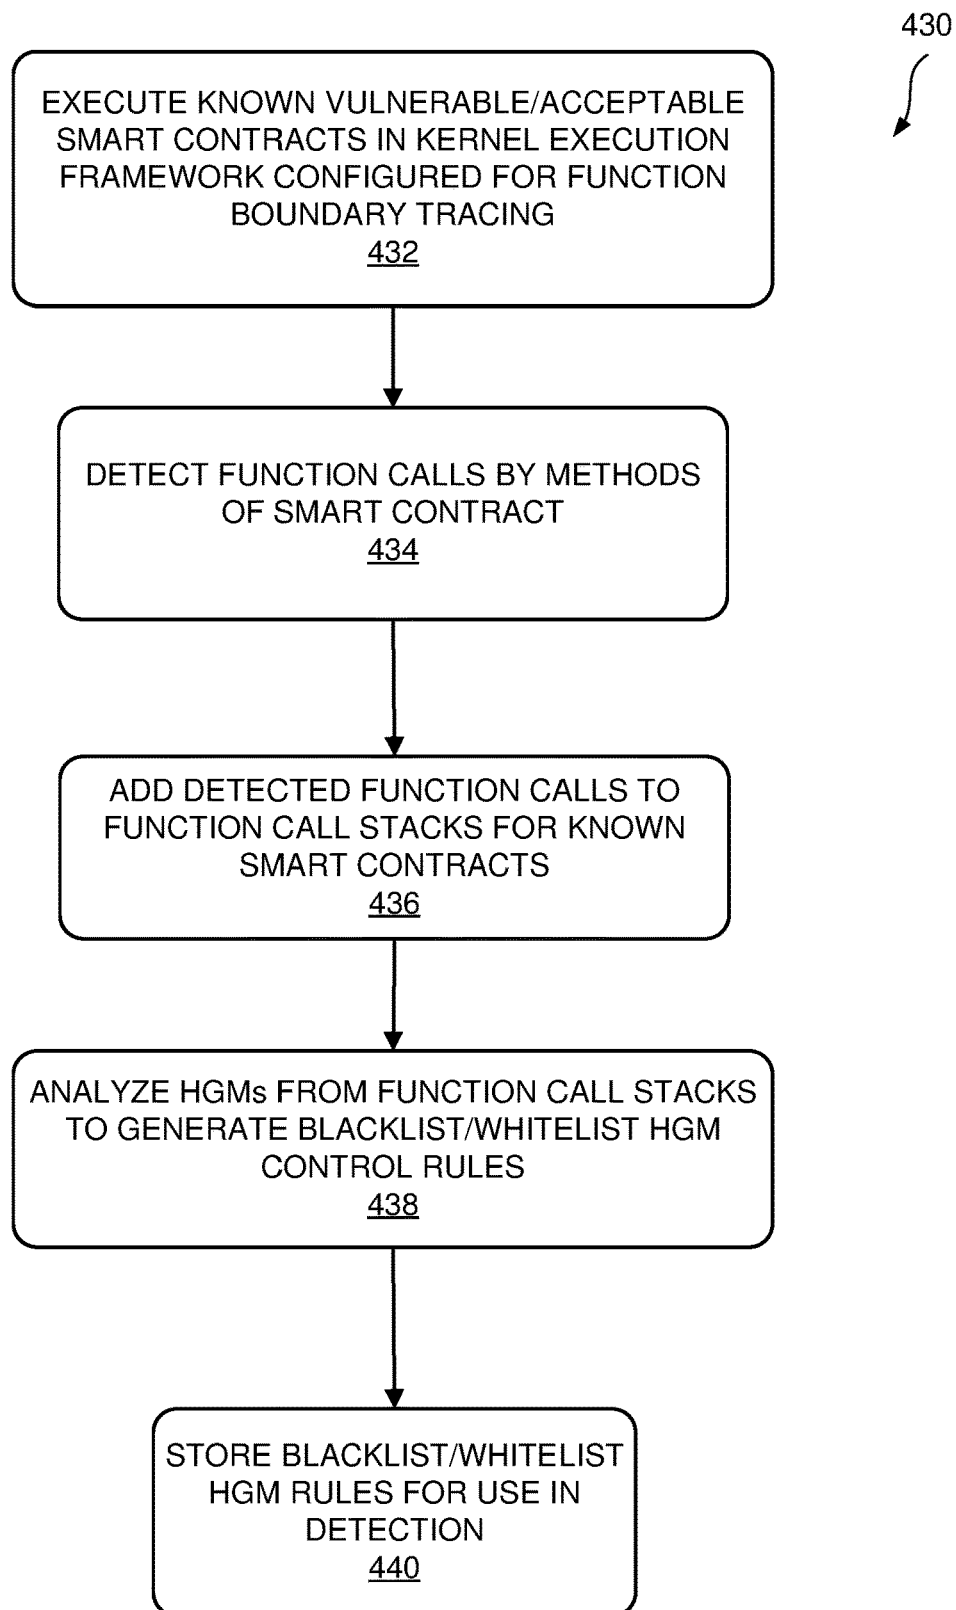 430
EXECUTE KNOWN VULNERABLE/ACCEPTABLE
SMART CONTRACTS IN KERNEL EXECUTION
FRAMEWORK CONFIGURED FOR FUNCTION
BOUNDARY TRACING
432
DETECT FUNCTION CALLS BY METHODS
OF SMART CONTRACT
434
ADD DETECTED FUNCTION CALLS TO
FUNCTION CALL STACKS FOR KNOWN
SMART CONTRACTS
436
ANALYZE HGMs FROM FUNCTION CALL STACKS
TO GENERATE BLACKLIST/WHITELIST HGM
CONTROL RULES
438
STORE BLACKLIST/WHITELIST
HGM RULES FOR USE IN
DETECTION
440